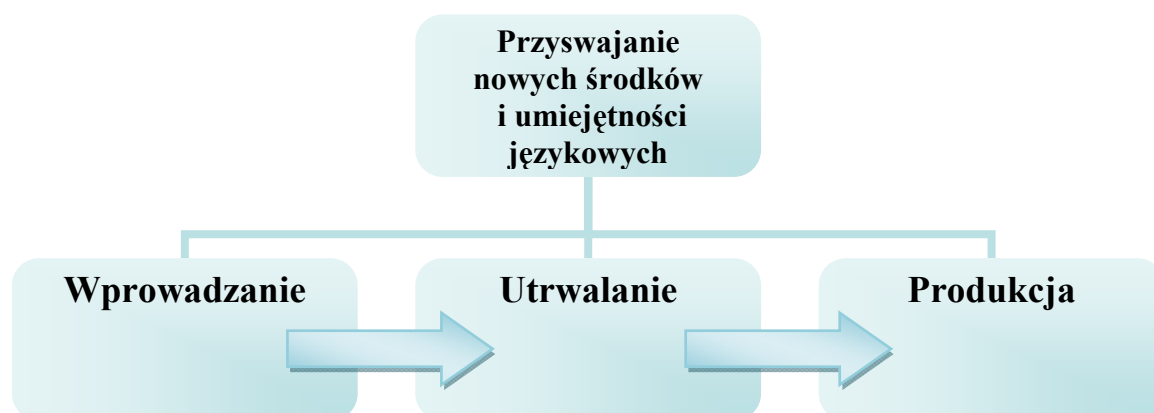 Przyswajanie
nowych środków
i umiejętności
językowych
Wprowadzanie
Utrwalanie
Produkcja